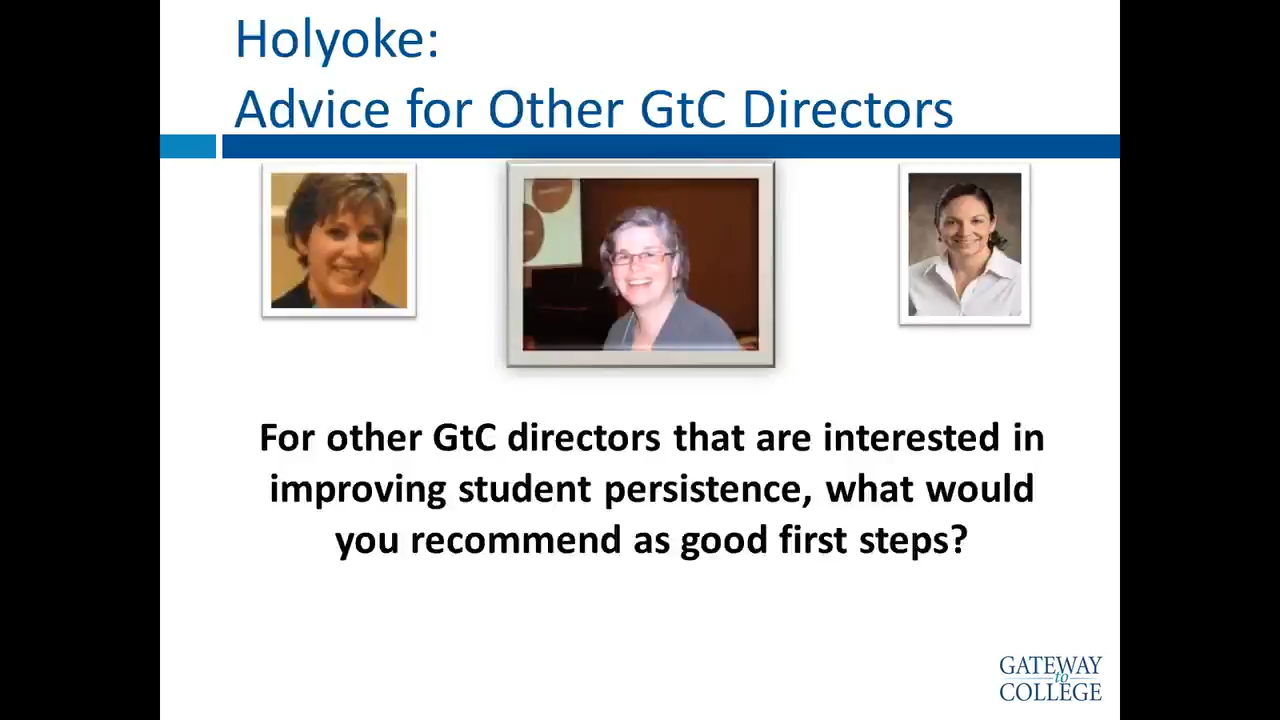 Holyoke:
Advice for Other GtC Directors
For other GtC directors that are interested in
improving student persistence, what would
you recommend as good first steps?
GATEWAY
to
COLLEGE